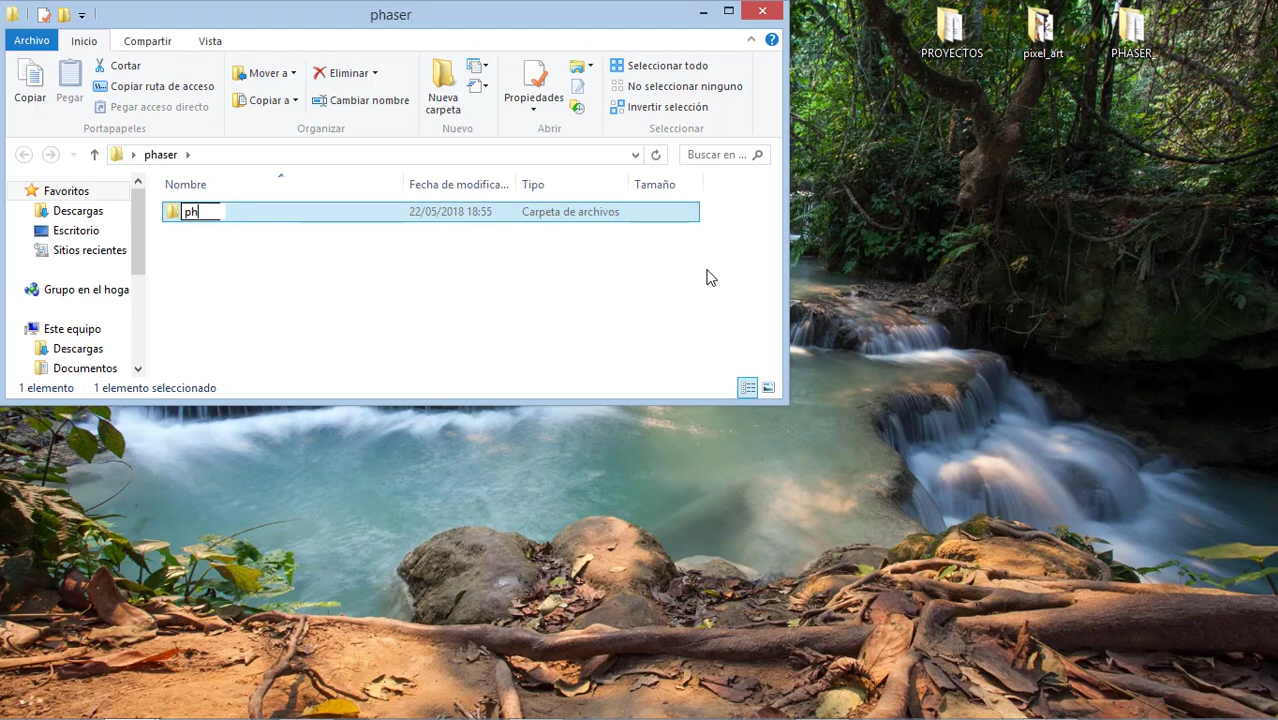 phaser
Archivo Inicio Compartir Vista
Copiar
Pegar
Cortar
Copiar ruta de acceso
Pegar acceso directo
Portapapeles
Mover a
Copiar a
Eliminar
Cambiar nombre
Organizar
Nueva
carpeta
Nuevo
Propiedades
Abrir
Seleccionar todo
No seleccionar ninguno
Invertir selección
Seleccionar
phaser
Buscar en ...
Favoritos
Descargas
Escritorio
Sitios recientes
Grupo en el hoga
Este equipo
Descargas
Documentos
Nombre Fecha de modifica... Tipo Tamaño
ph 22/05/2018 18:55 Carpeta de archivos
1 elemento 1 elemento seleccionado
PROYECTOS
pixel_art
PHASER_